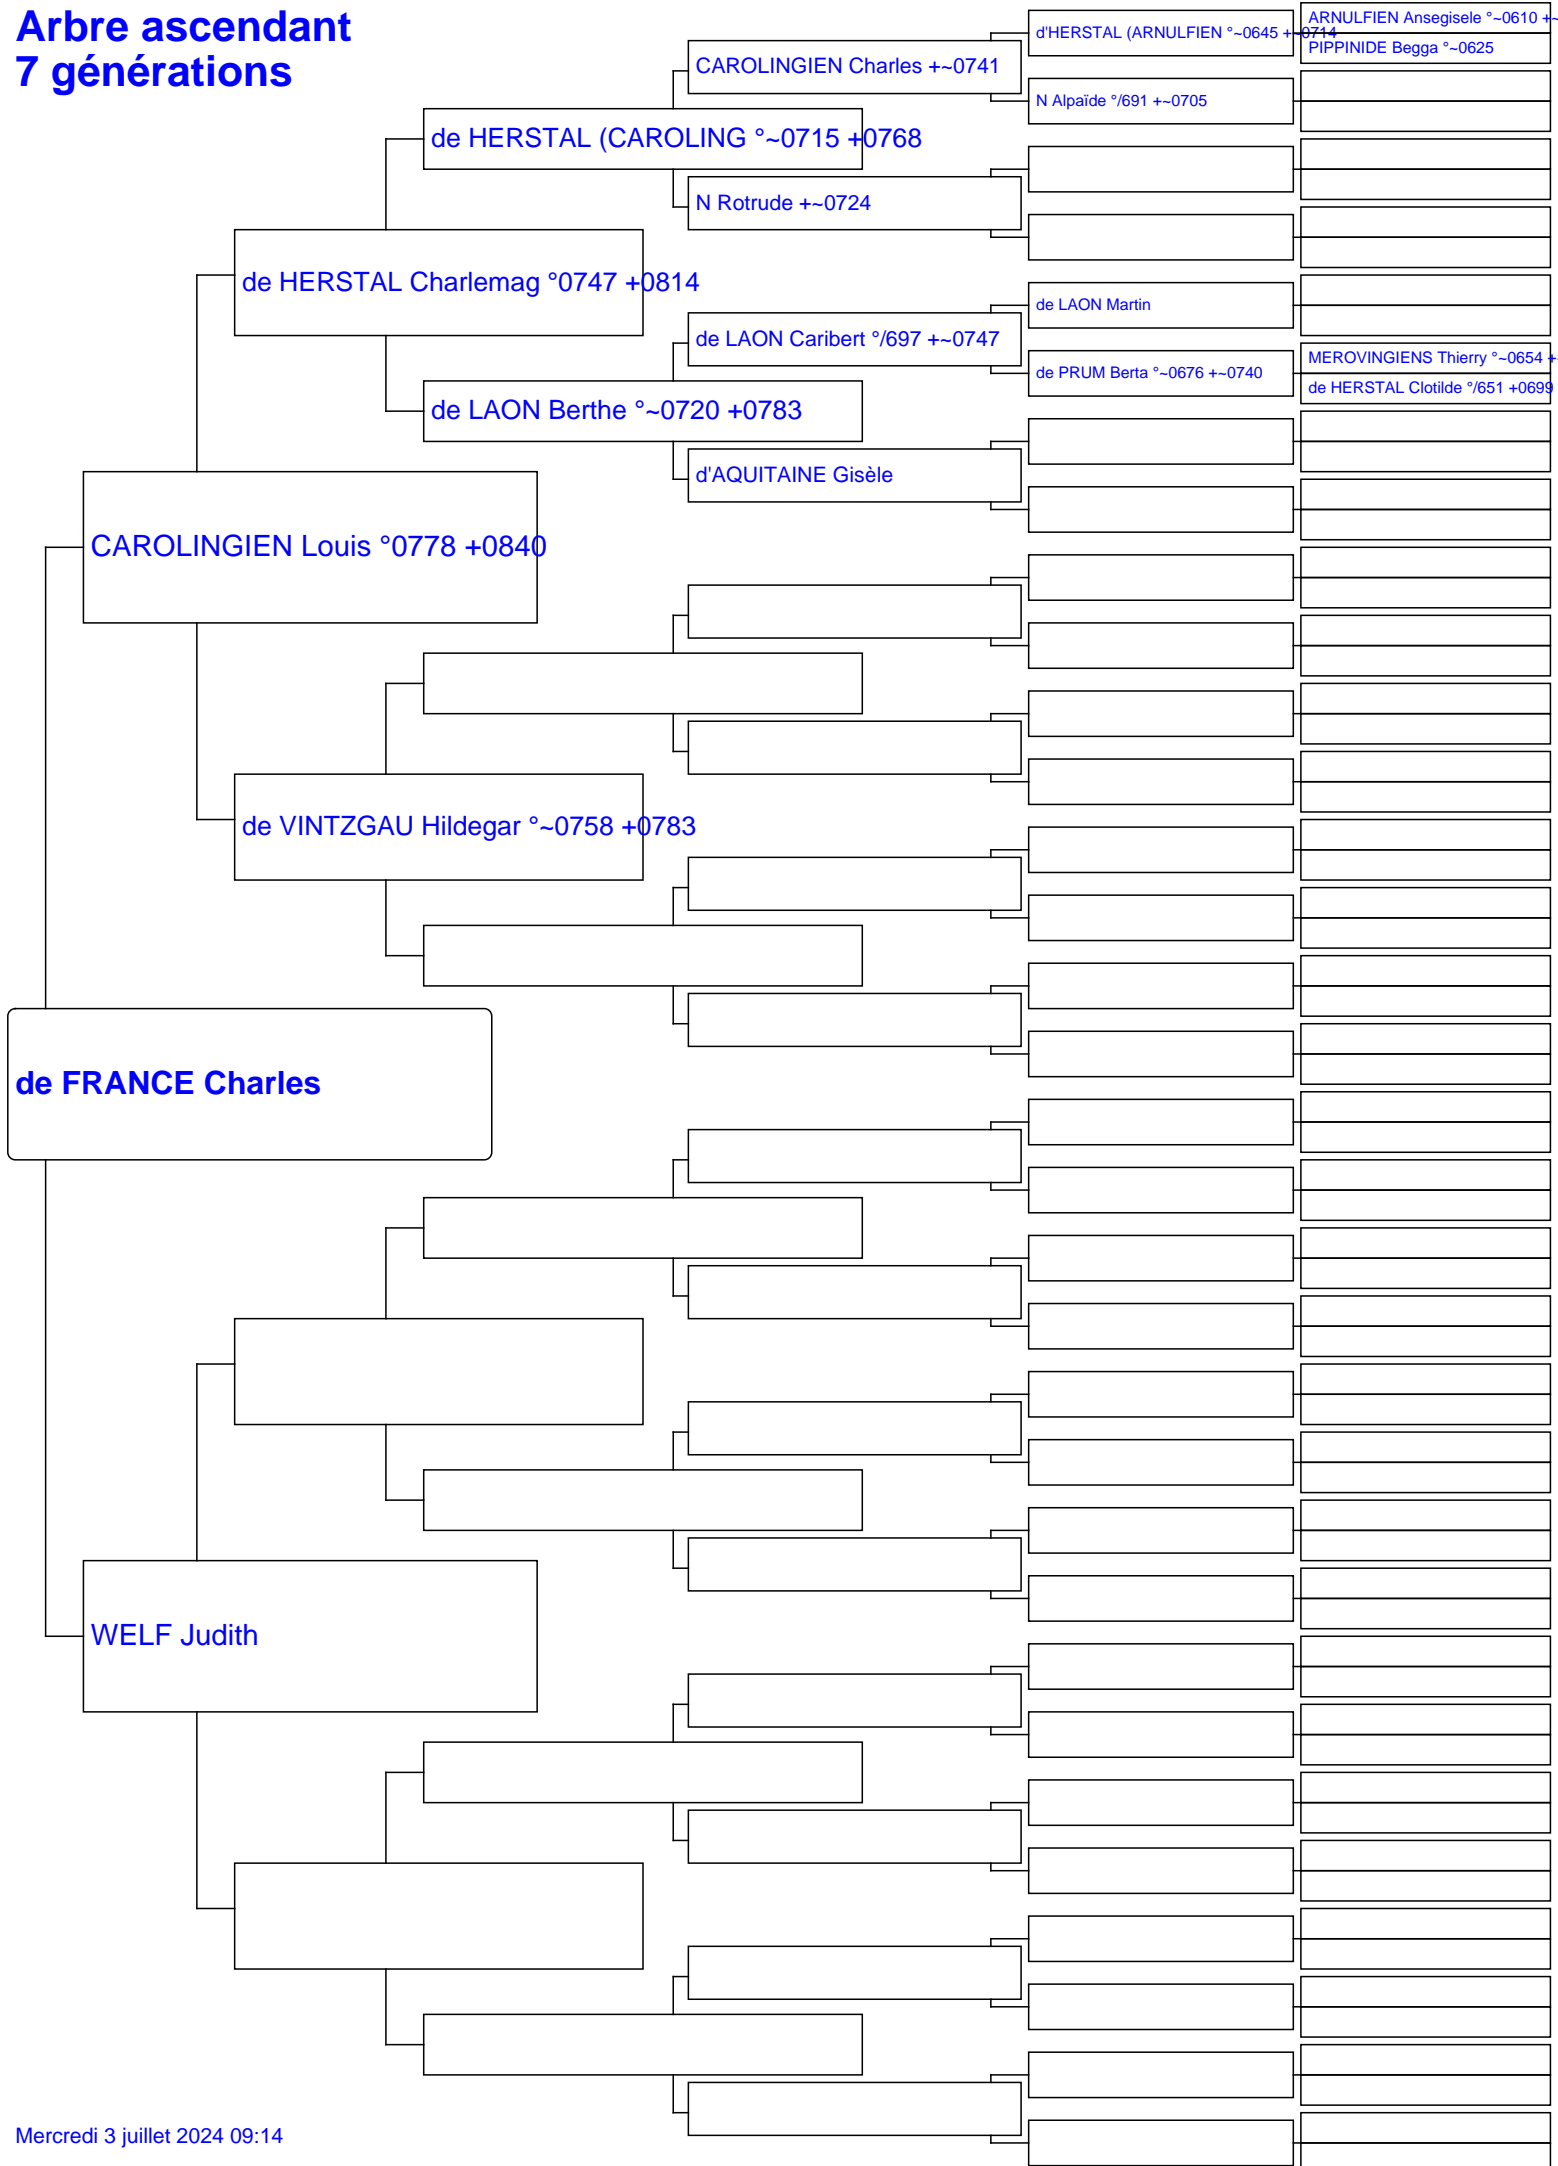 Arbre ascendant
7 générations
ARNULFIEN Ansegisele °~0610 +~
d'HERSTAL (ARNULFIEN °~0645 +~0714
PIPPINIDE Begga °~0625
CAROLINGIEN Charles +~0741
N Alpaïde °/691 +~0705
de HERSTAL (CAROLING °~0715 +0768
N Rotrude +~0724
de HERSTAL Charlemag °0747 +0814
de LAON Martin
de LAON Caribert °/697 +~0747
MEROVINGIENS Thierry °~0654 +
de PRUM Berta °~0676 +~0740
de HERSTAL Clotilde °/651 +0699
de LAON Berthe °~0720 +0783
d'AQUITAINE Gisèle
CAROLINGIEN Louis °0778 +0840
de VINTZGAU Hildegar °~0758 +0783
de FRANCE Charles
WELF Judith
Mercredi 3 juillet 2024 09:14